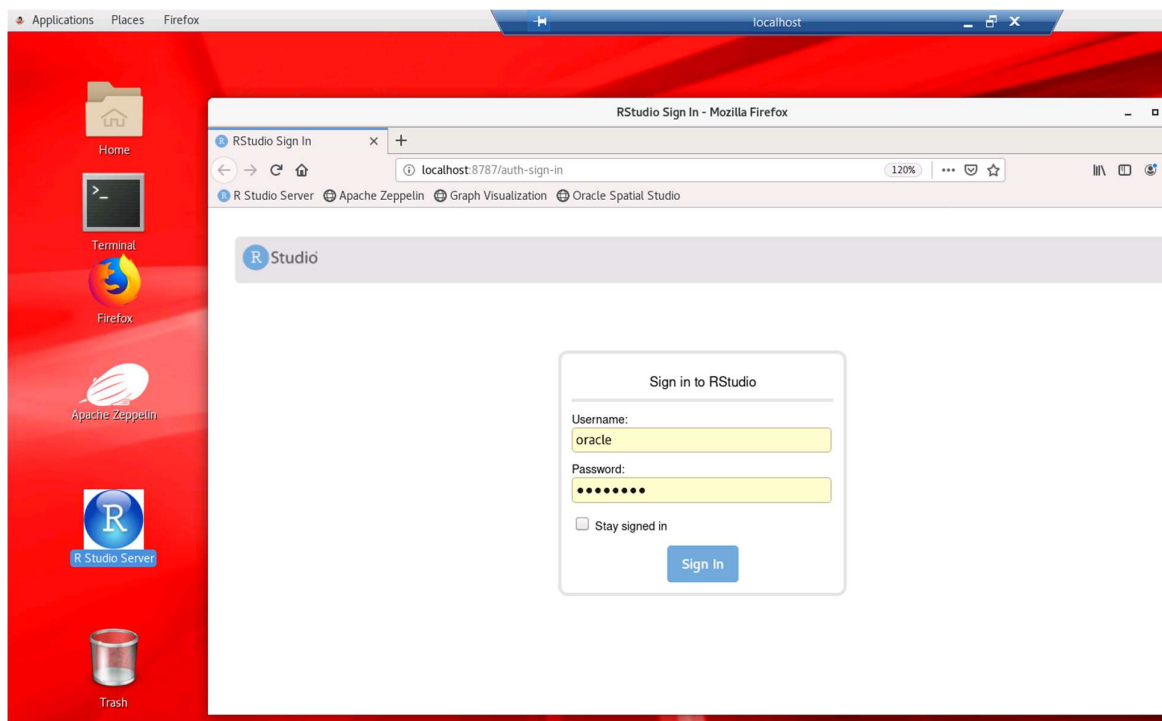 Applications Places Firefox
localhost
RStudio Sign In - Mozilla Firefox
RStudio Sign In
localhost:8787/auth-sign-in
120%
R Studio Server Apache Zeppelin Graph Visualization Oracle Spatial Studio
R Studio
Sign in to RStudio
Username:
oracle
Password:
Stay signed in
Sign In
Home
>_
Terminal
Firefox
Apache Zeppelin
R
R Studio Server
Trash